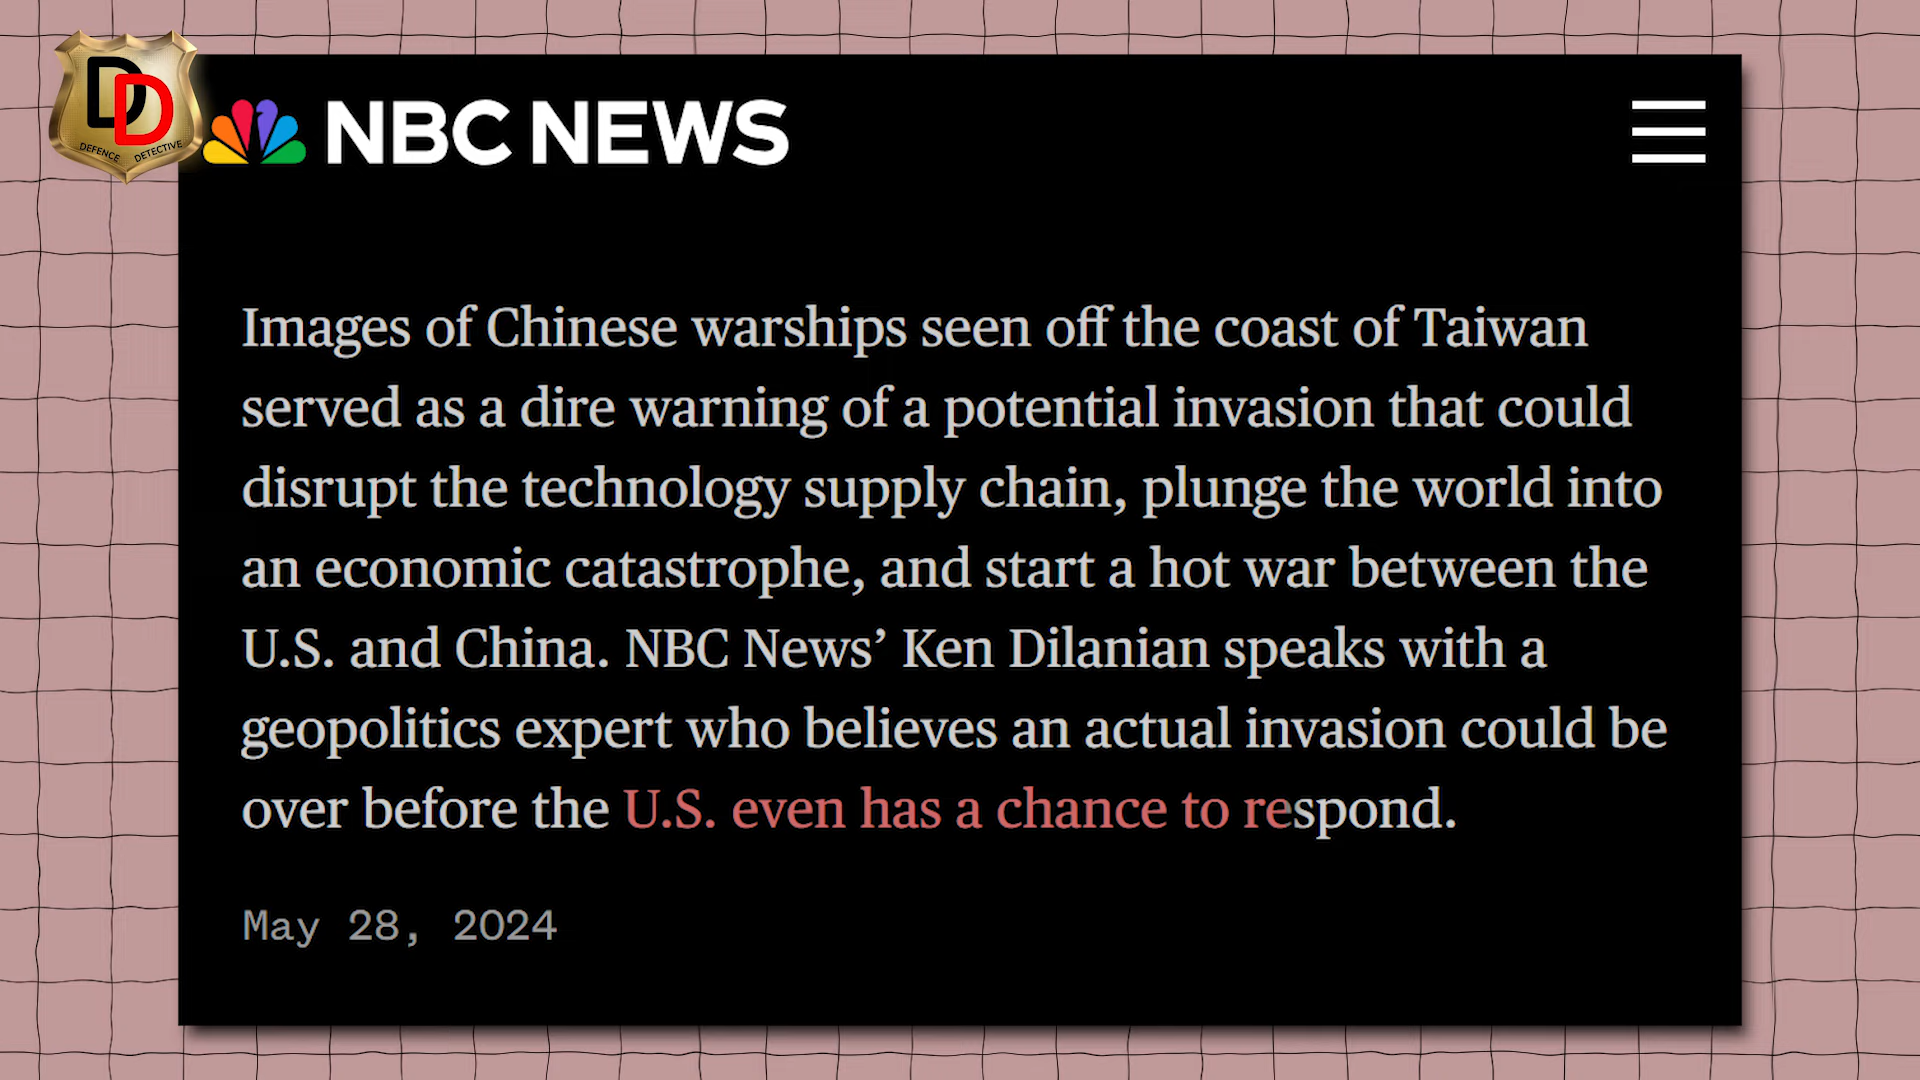 DD
DEFENCE DETECTIVE
NBC NEWS
Images of Chinese warships seen off the coast of Taiwan
served as a dire warning of a potential invasion that could
disrupt the technology supply chain, plunge the world into
an economic catastrophe, and start a hot war between the
U.S. and China. NBC News’ Ken Dilanian speaks with a
geopolitics expert who believes an actual invasion could be
over before the U.S. even has a chance to respond.
May 28, 2024